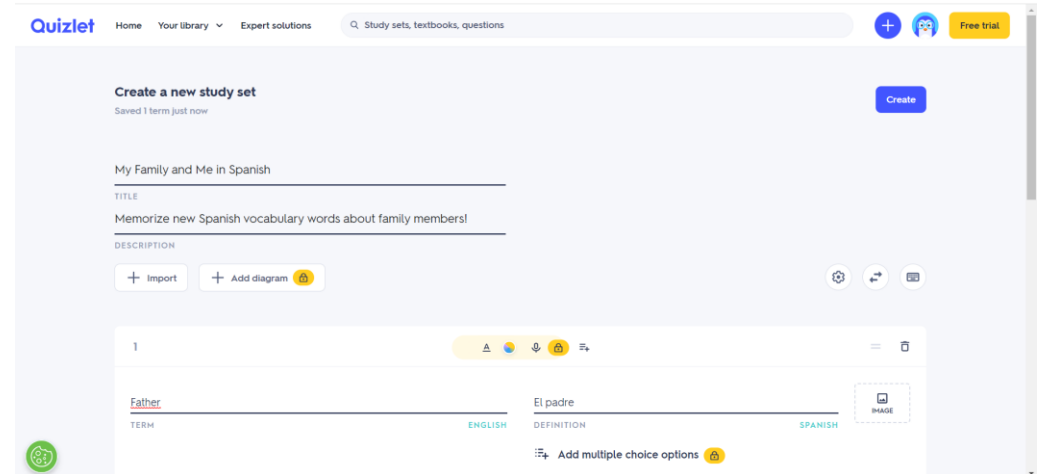 Quizlet Home Your library Expert solutions Study sets, textbooks, questions Free trial
Create a new study set
Create
Saved 1 term just now
My Family and Me in Spanish
TITLE
Memorize new Spanish vocabulary words about family members!
DESCRIPTION
+ Import + Add diagram
1
Father El padre
IMAGE
TERM ENGLISH DEFINITION SPANISH
Add multiple choice options